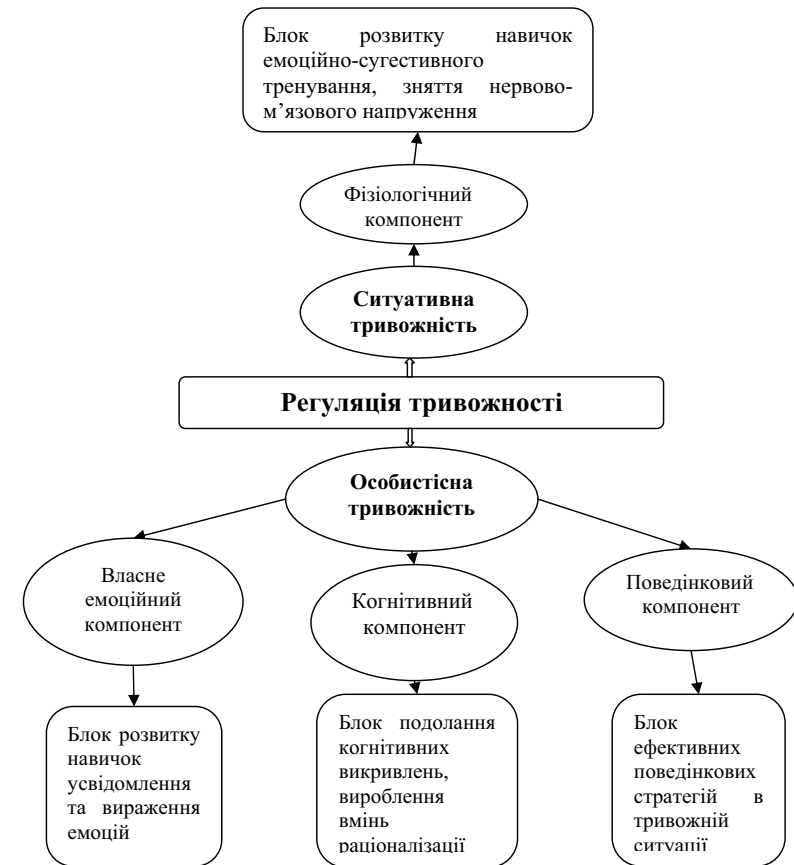 Блок розвитку навичок
емоційно-сугестивного
тренування, зняття нервово-
м’язового напруження
Фізіологічний
компонент
Ситуативна
тривожність
Регуляція тривожності
Особистісна
тривожність
Власне
емоційний
компонент
Когнітивний
компонент
Поведінковий
компонент
Блок розвитку
навичок
усвідомлення
та вираження
емоцій
Блок подолання
когнітивних
викривлень,
вироблення
вмінь
раціоналізації
Блок
ефективних
поведінкових
стратегій в
тривожній
ситуації